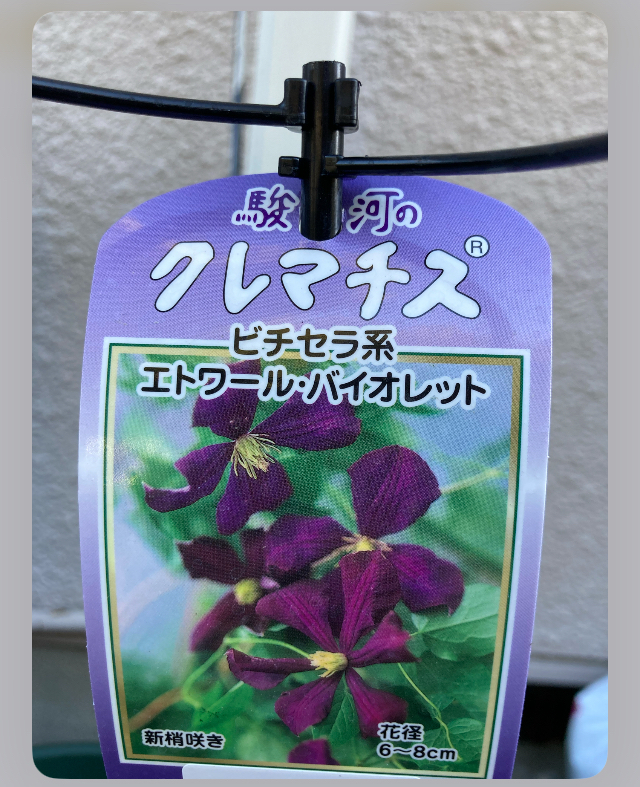 駿河の
クレマチス®
ビチセラ系
エトワール・バイオレット
新梢咲き
花径
6～8cm